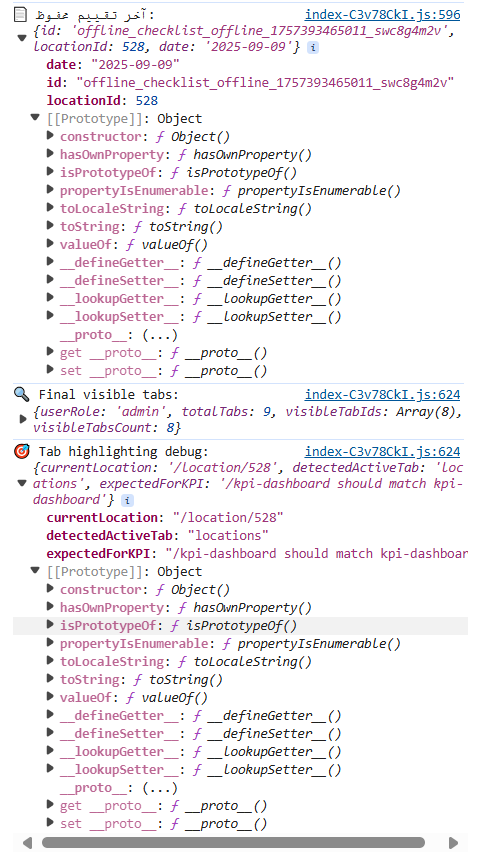 آخر تقييم محفوظ: index-C3v78CkI.js:596
{id: 'offline_checklist_offline_1757393465011_swc8g4m2v',
locationId: 528, date: '2025-09-09'} i
date: "2025-09-09"
id: "offline_checklist_offline_1757393465011_swc8g4m2v"
locationId: 528
[[Prototype]]: Object
constructor: ƒ Object()
hasOwnProperty: ƒ hasOwnProperty()
isPrototypeOf: ƒ isPrototypeOf()
propertyIsEnumerable: ƒ propertyIsEnumerable()
toLocaleString: ƒ toLocaleString()
toString: ƒ toString()
valueOf: ƒ valueOf()
__defineGetter__: ƒ __defineGetter__()
__defineSetter__: ƒ __defineSetter__()
__lookupGetter__: ƒ __lookupGetter__()
__lookupSetter__: ƒ __lookupSetter__()
__proto__: (...)
get __proto__: ƒ __proto__()
set __proto__: ƒ __proto__()
Final visible tabs: index-C3v78CkI.js:624
{userRole: 'admin', totalTabs: 9, visibleTabIds: Array(8),
visibleTabsCount: 8}
Tab highlighting debug: index-C3v78CkI.js:624
{currentLocation: '/location/528', detectedActiveTab: 'loc
ations', expectedForKPI: '/kpi-dashboard should match kpi-
dashboard'} i
currentLocation: "/location/528"
detectedActiveTab: "locations"
expectedForKPI: "/kpi-dashboard should match kpi-dashboar
[[Prototype]]: Object
constructor: ƒ Object()
hasOwnProperty: ƒ hasOwnProperty()
isPrototypeOf: ƒ isPrototypeOf()
propertyIsEnumerable: ƒ propertyIsEnumerable()
toLocaleString: ƒ toLocaleString()
toString: ƒ toString()
valueOf: ƒ valueOf()
__defineGetter__: ƒ __defineGetter__()
__defineSetter__: ƒ __defineSetter__()
__lookupGetter__: ƒ __lookupGetter__()
__lookupSetter__: ƒ __lookupSetter__()
__proto__: (...)
get __proto__: ƒ __proto__()
set __proto__: ƒ __proto__()